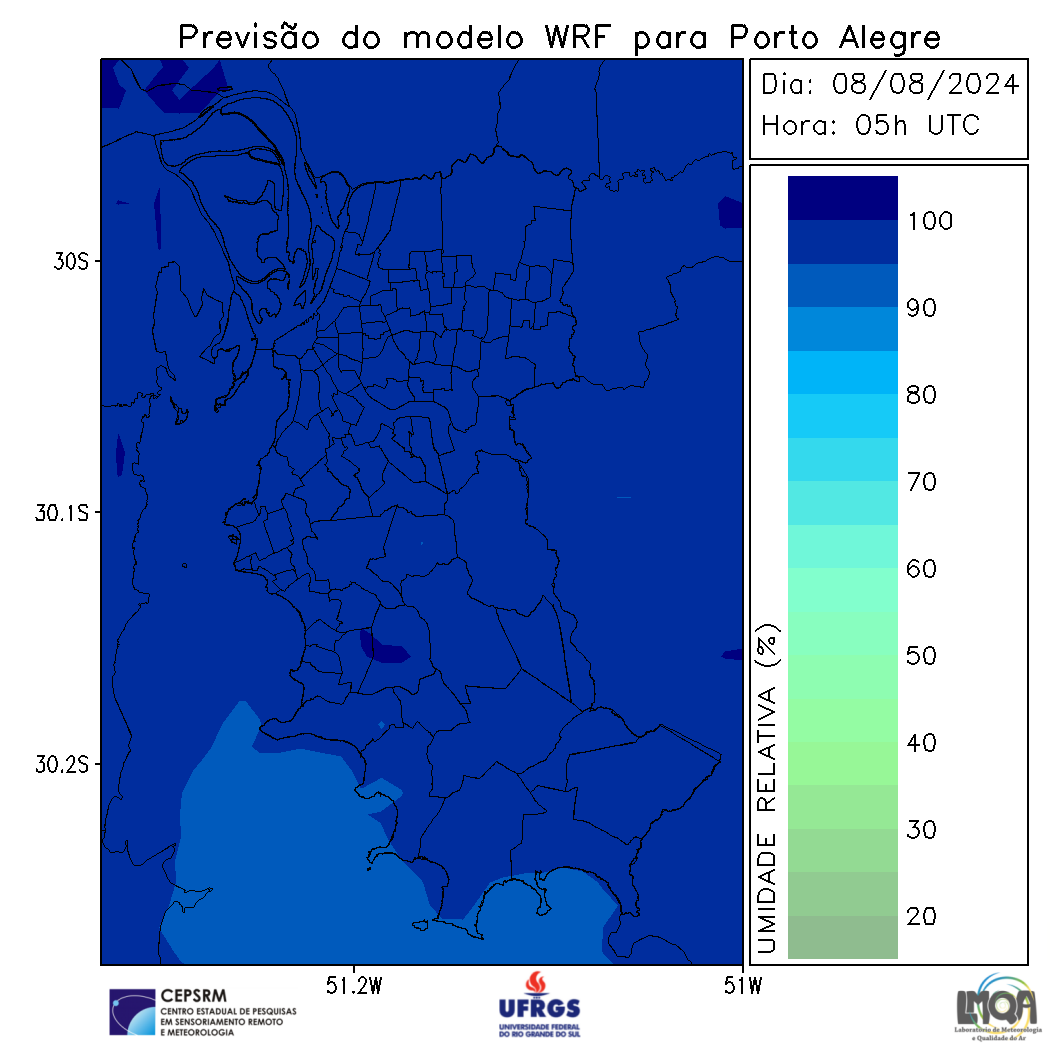 Previsão do modelo WRF para Porto Alegre
Dia: 08/08/2024
Hora: 05h UTC
30S
30.1S
30.2S
51.2W
51W
100
90
80
70
60
50
40
30
20
UMIDADE RELATIVA (%)
CEPSRM
CENTRO ESTADUAL DE PESQUISAS
EM SENSORIAMENTO REMOTO
E METEOROLOGIA
UFRGS
UNIVERSIDADE FEDERAL
DO RIO GRANDE DO SUL
LMQA
Laboratório de Meteorologia
e Qualidade do Ar